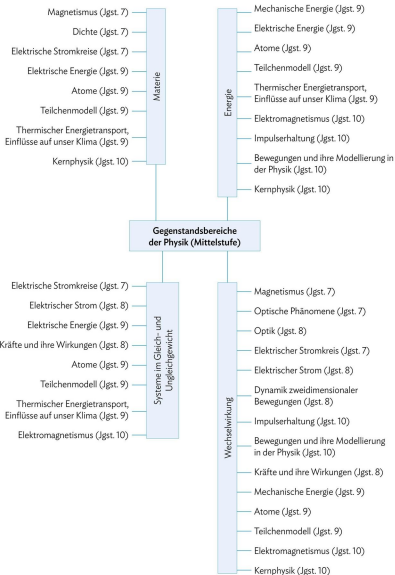 Magnetismus (Jgst. 7)
Dichte (Jgst. 7)
Elektrische Stromkreise (Jgst. 7)
Elektrische Energie (Jgst. 9)
Atome (Jgst. 9)
Teilchenmodell (Jgst. 9)
Thermischer Energietransport,
Einflüsse auf unser Klima (Jgst. 9)
Kernphysik (Jgst. 10)
Materie
Energie
Mechanische Energie (Jgst. 9)
Elektrische Energie (Jgst. 9)
Atome (Jgst. 9)
Teilchenmodell (Jgst. 9)
Thermischer Energietransport,
Einflüsse auf unser Klima (Jgst. 9)
Elektromagnetismus (Jgst. 10)
Impulserhaltung (Jgst. 10)
Bewegungen und ihre Modellierung in
der Physik (Jgst. 10)
Kernphysik (Jgst. 10)
Gegenstandsbereiche
der Physik (Mittelstufe)
Elektrische Stromkreise (Jgst. 7)
Elektrischer Strom (Jgst. 8)
Elektrische Energie (Jgst. 9)
Kräfte und ihre Wirkungen (Jgst. 8)
Atome (Jgst. 9)
Teilchenmodell (Jgst. 9)
Thermischer Energietransport,
Einflüsse auf unser Klima (Jgst. 9)
Elektromagnetismus (Jgst. 10)
Systeme im Gleich- und
Ungleichgewicht
Wechselwirkung
Magnetismus (Jgst. 7)
Optische Phänomene (Jgst. 7)
Optik (Jgst. 8)
Elektrischer Stromkreis (Jgst. 7)
Elektrischer Strom (Jgst. 8)
Dynamik zweidimensionaler
Bewegungen (Jgst. 8)
Impulserhaltung (Jgst. 10)
Bewegungen und ihre Modellierung
in der Physik (Jgst. 10)
Kräfte und ihre Wirkungen (Jgst. 8)
Mechanische Energie (Jgst. 9)
Atome (Jgst. 9)
Teilchenmodell (Jgst. 9)
Elektromagnetismus (Jgst. 10)
Kernphysik (Jgst. 10)